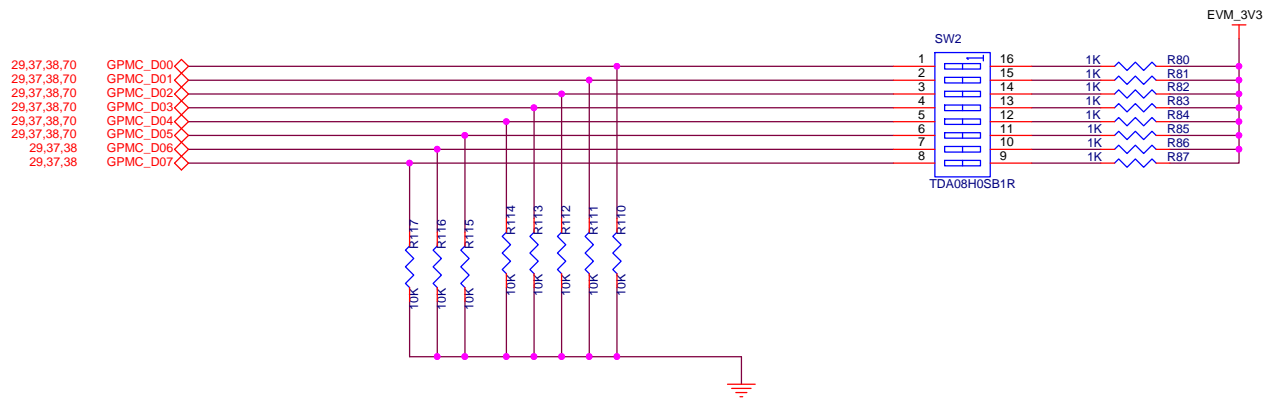 EVM_3V3
SW2
29,37,38,70 GPMC_D00 1 16 1K R80
29,37,38,70 GPMC_D01 2 15 1K R81
29,37,38,70 GPMC_D02 3 14 1K R82
29,37,38,70 GPMC_D03 4 13 1K R83
29,37,38,70 GPMC_D04 5 12 1K R84
29,37,38,70 GPMC_D05 6 11 1K R85
29,37,38 GPMC_D06 7 10 1K R86
29,37,38 GPMC_D07 8 9 1K R87
1
TDA08H0SB1R
R117 R116 R115 R114 R113 R112 R111 R110
10K 10K 10K 10K 10K 10K 10K 10K